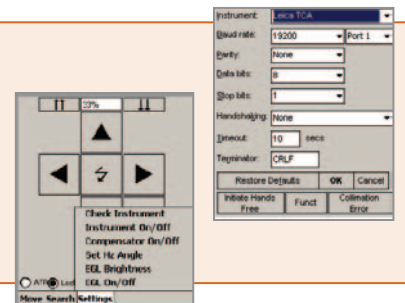 Instrument: Leica TCA
Baud rate: 19200 Port 1
Parity: None
Data bits: 8
Stop bits: 1
Handshaking: None
Timeout: 10 secs
Terminator: CRLF
Restore Defaults OK Cancel
Initiate Hands Free Funct Collimation Error
23%
Check Instrument
Instrument On/Off
Compensator On/Off
Set Hz Angle
EGL Brightness
EGL On/Off
ATR Lock
Move Search Settings